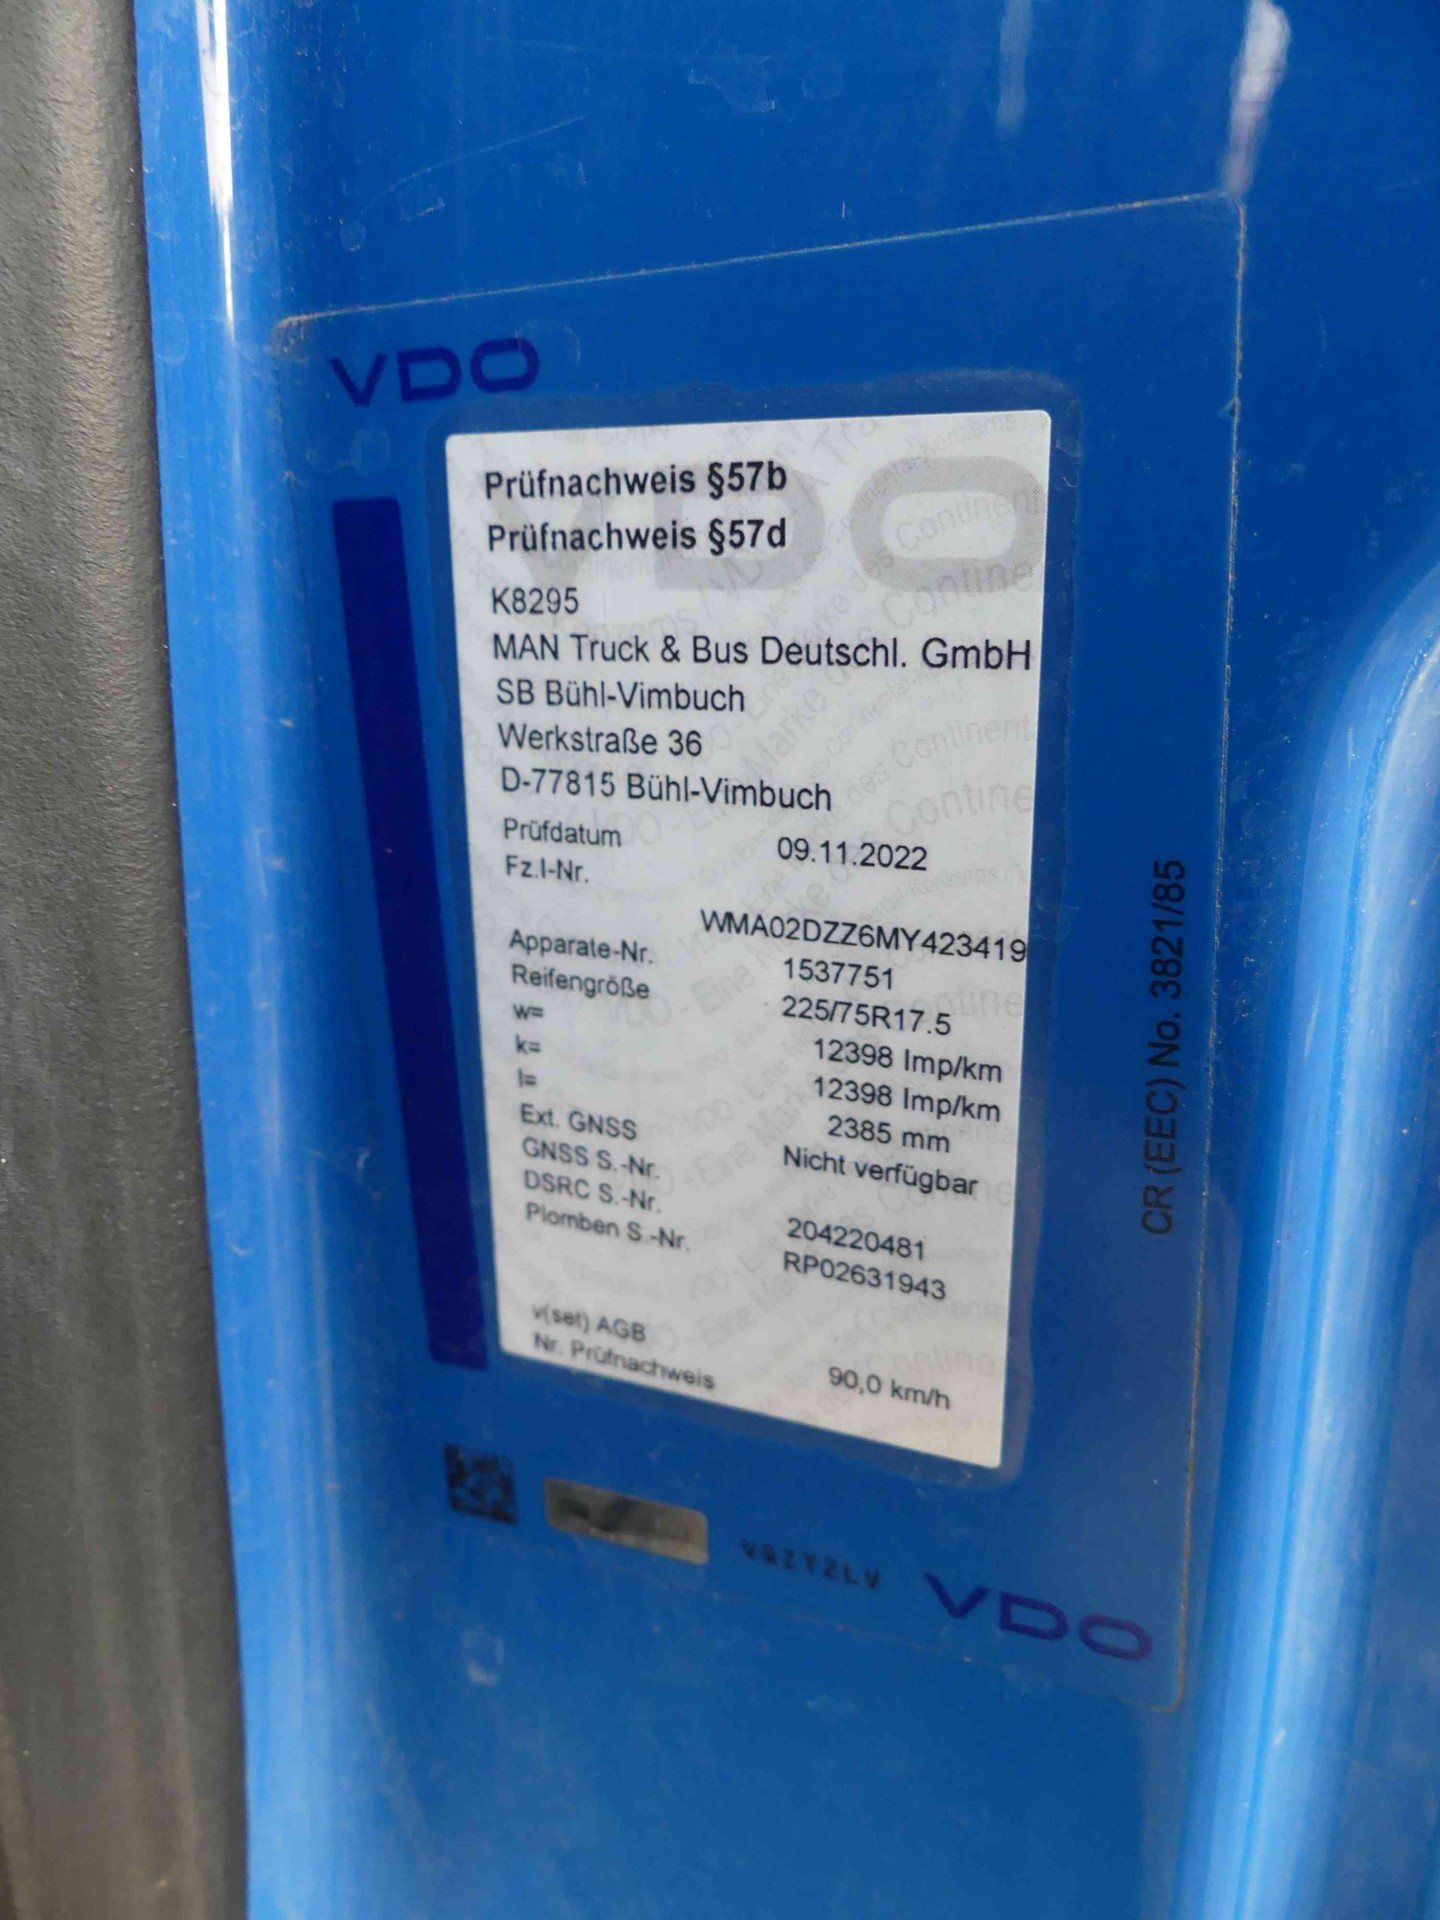 VDO
Prüfnachweis §57b
Prüfnachweis §57d
K8295
MAN Truck & Bus Deutschl. GmbH
SB Bühl-Vimbuch
Werkstraße 36
D-77815 Bühl-Vimbuch
Prüfdatum 09.11.2022
Fz.I-Nr.
WMA02DZZ6MY423419
Apparate-Nr. 1537751
Reifengröße 225/75R17.5
w= 12398 Imp/km
k= 12398 Imp/km
l= 2385 mm
Ext. GNSS Nicht verfügbar
GNSS S.-Nr.
DSRC S.-Nr. 204220481
Plomben S.-Nr. RP02631943
v(set) AGB 90,0 km/h
Nr. Prüfnachweis
CR (EEC) No. 3821/85
VDO